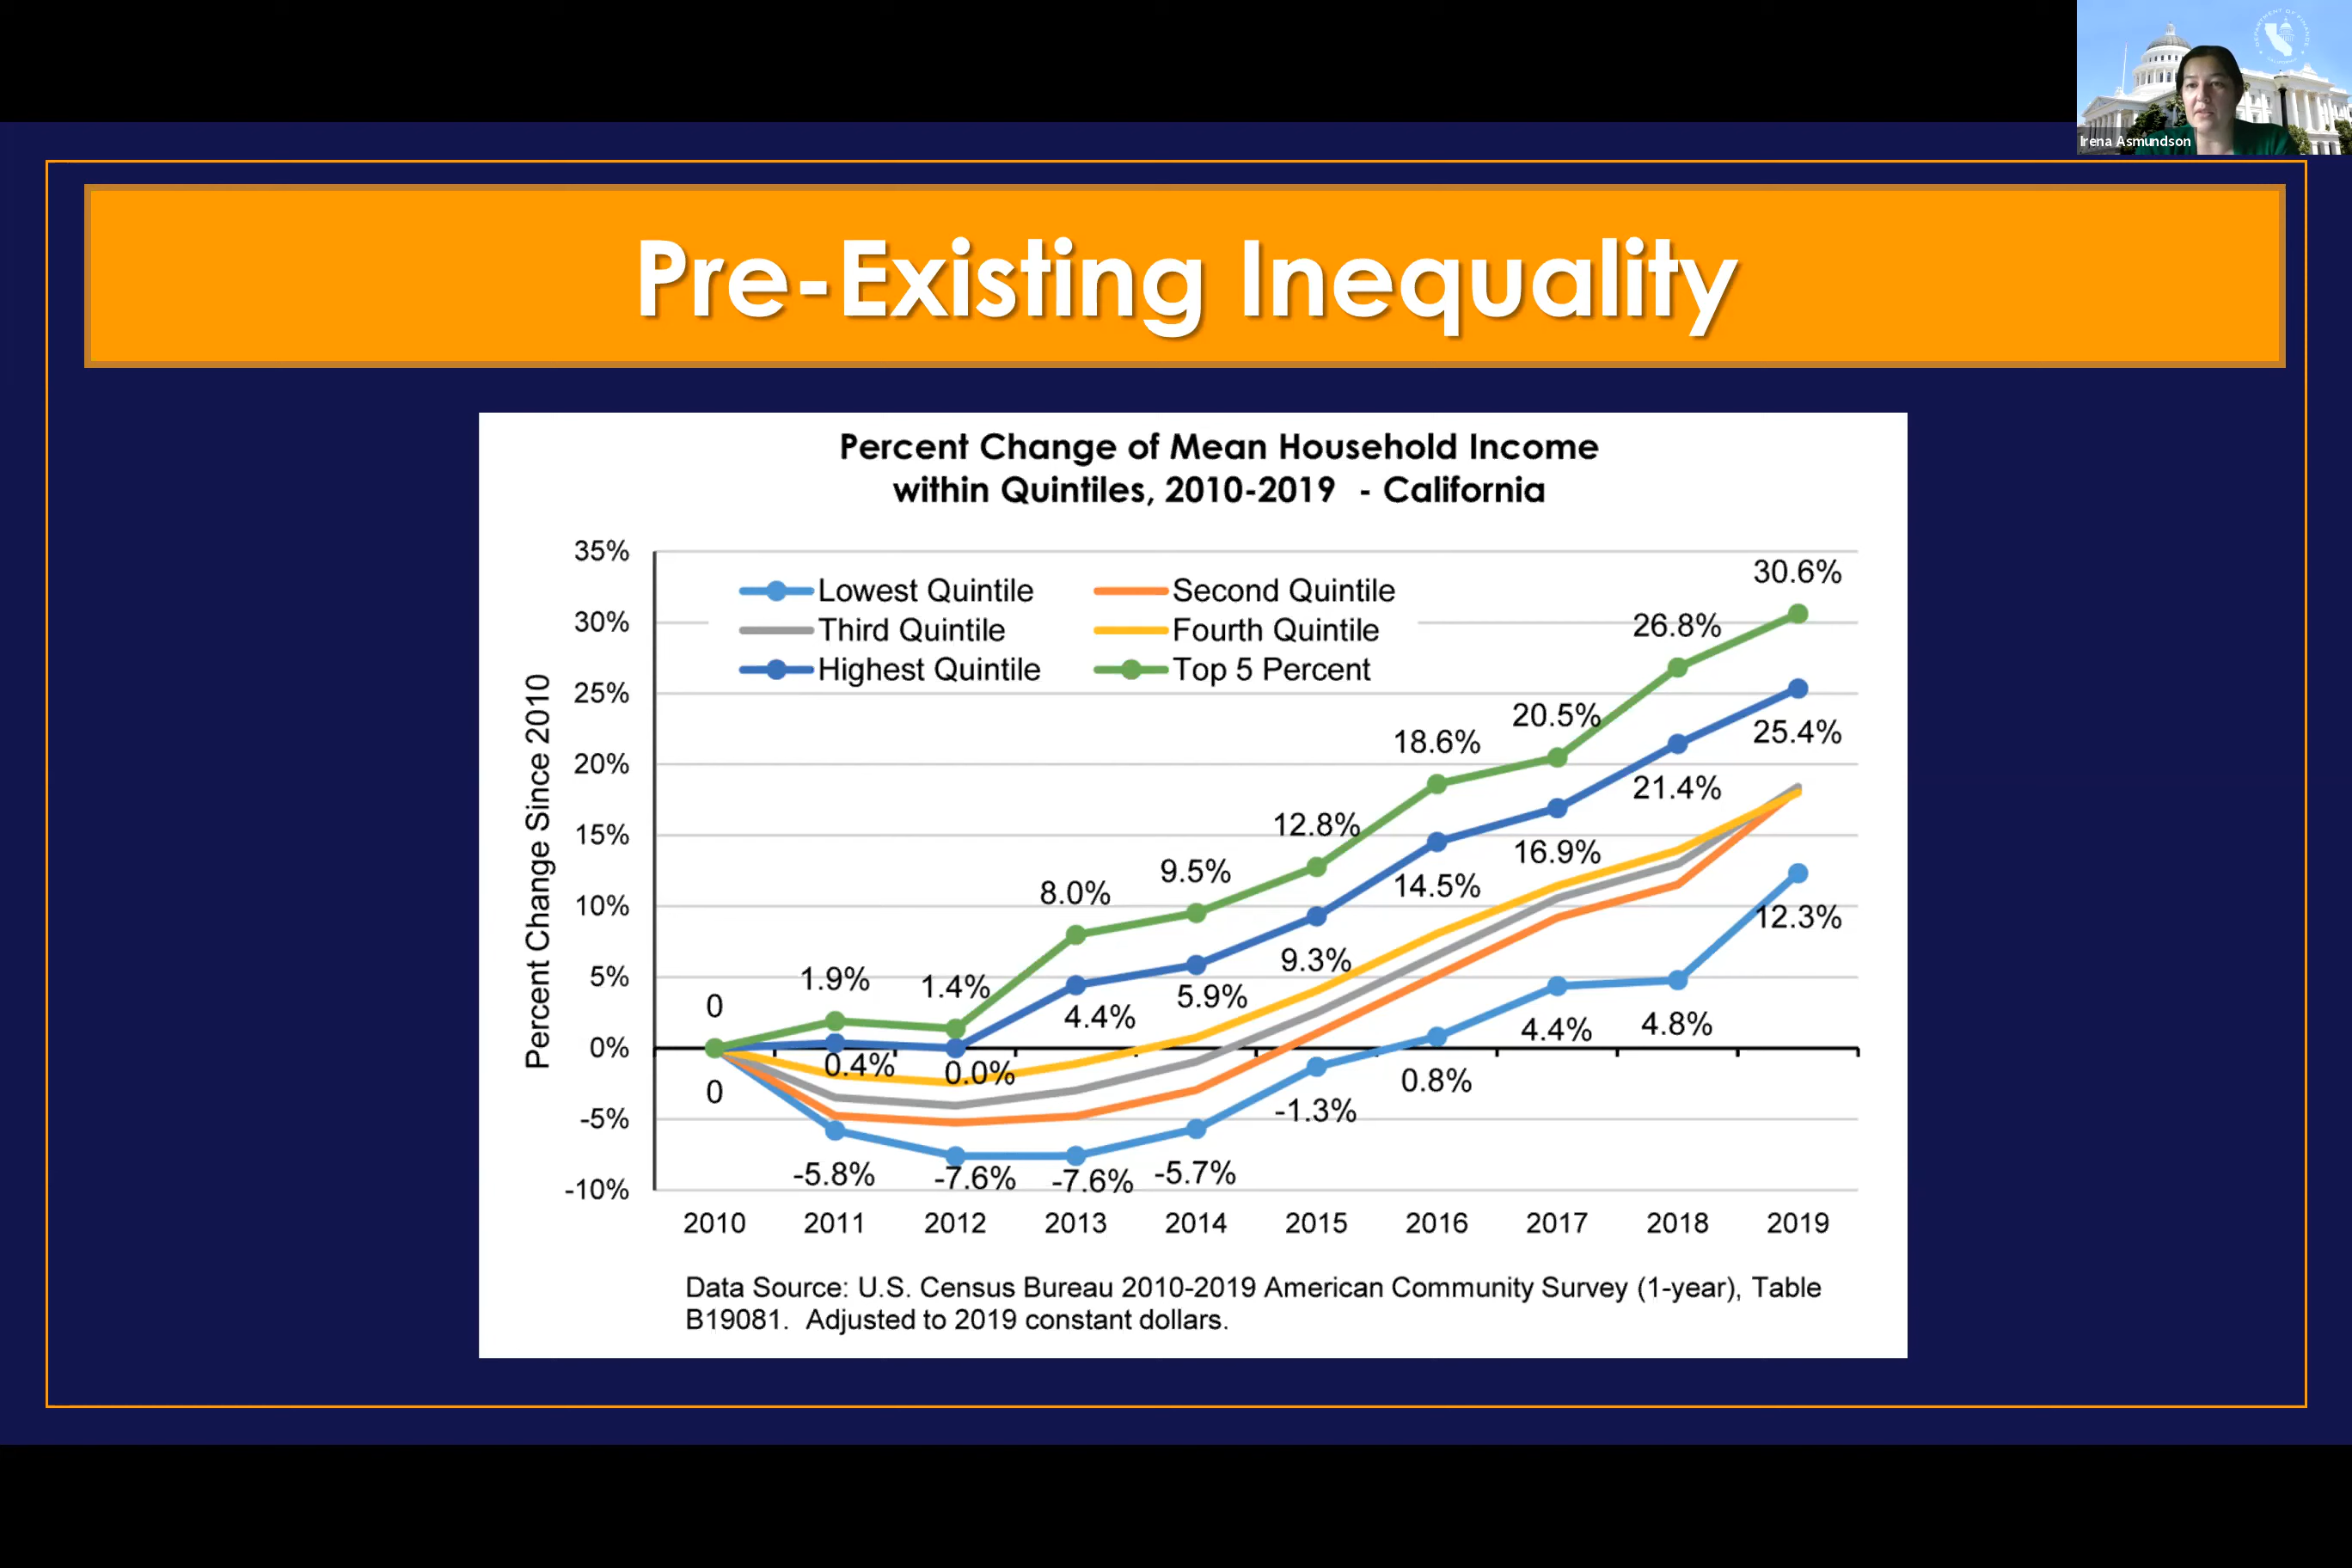 DEPARTMENT OF FINANCE
CALIFORNIA
Irena Asmundson
Pre-Existing Inequality
Percent Change of Mean Household Income
within Quintiles, 2010-2019 - California
Percent Change Since 2010
35%
30%
25%
20%
15%
10%
5%
0%
-5%
-10%
Lowest Quintile
Second Quintile
Third Quintile
Fourth Quintile
Highest Quintile
Top 5 Percent
0
1.9%
1.4%
8.0%
9.5%
12.8%
18.6%
20.5%
26.8%
30.6%
0.4%
0.0%
4.4%
5.9%
9.3%
14.5%
16.9%
21.4%
25.4%
0
-5.8%
-7.6%
-7.6%
-5.7%
-1.3%
0.8%
4.4%
4.8%
12.3%
2010 2011 2012 2013 2014 2015 2016 2017 2018 2019
Data Source: U.S. Census Bureau 2010-2019 American Community Survey (1-year), Table
B19081. Adjusted to 2019 constant dollars.